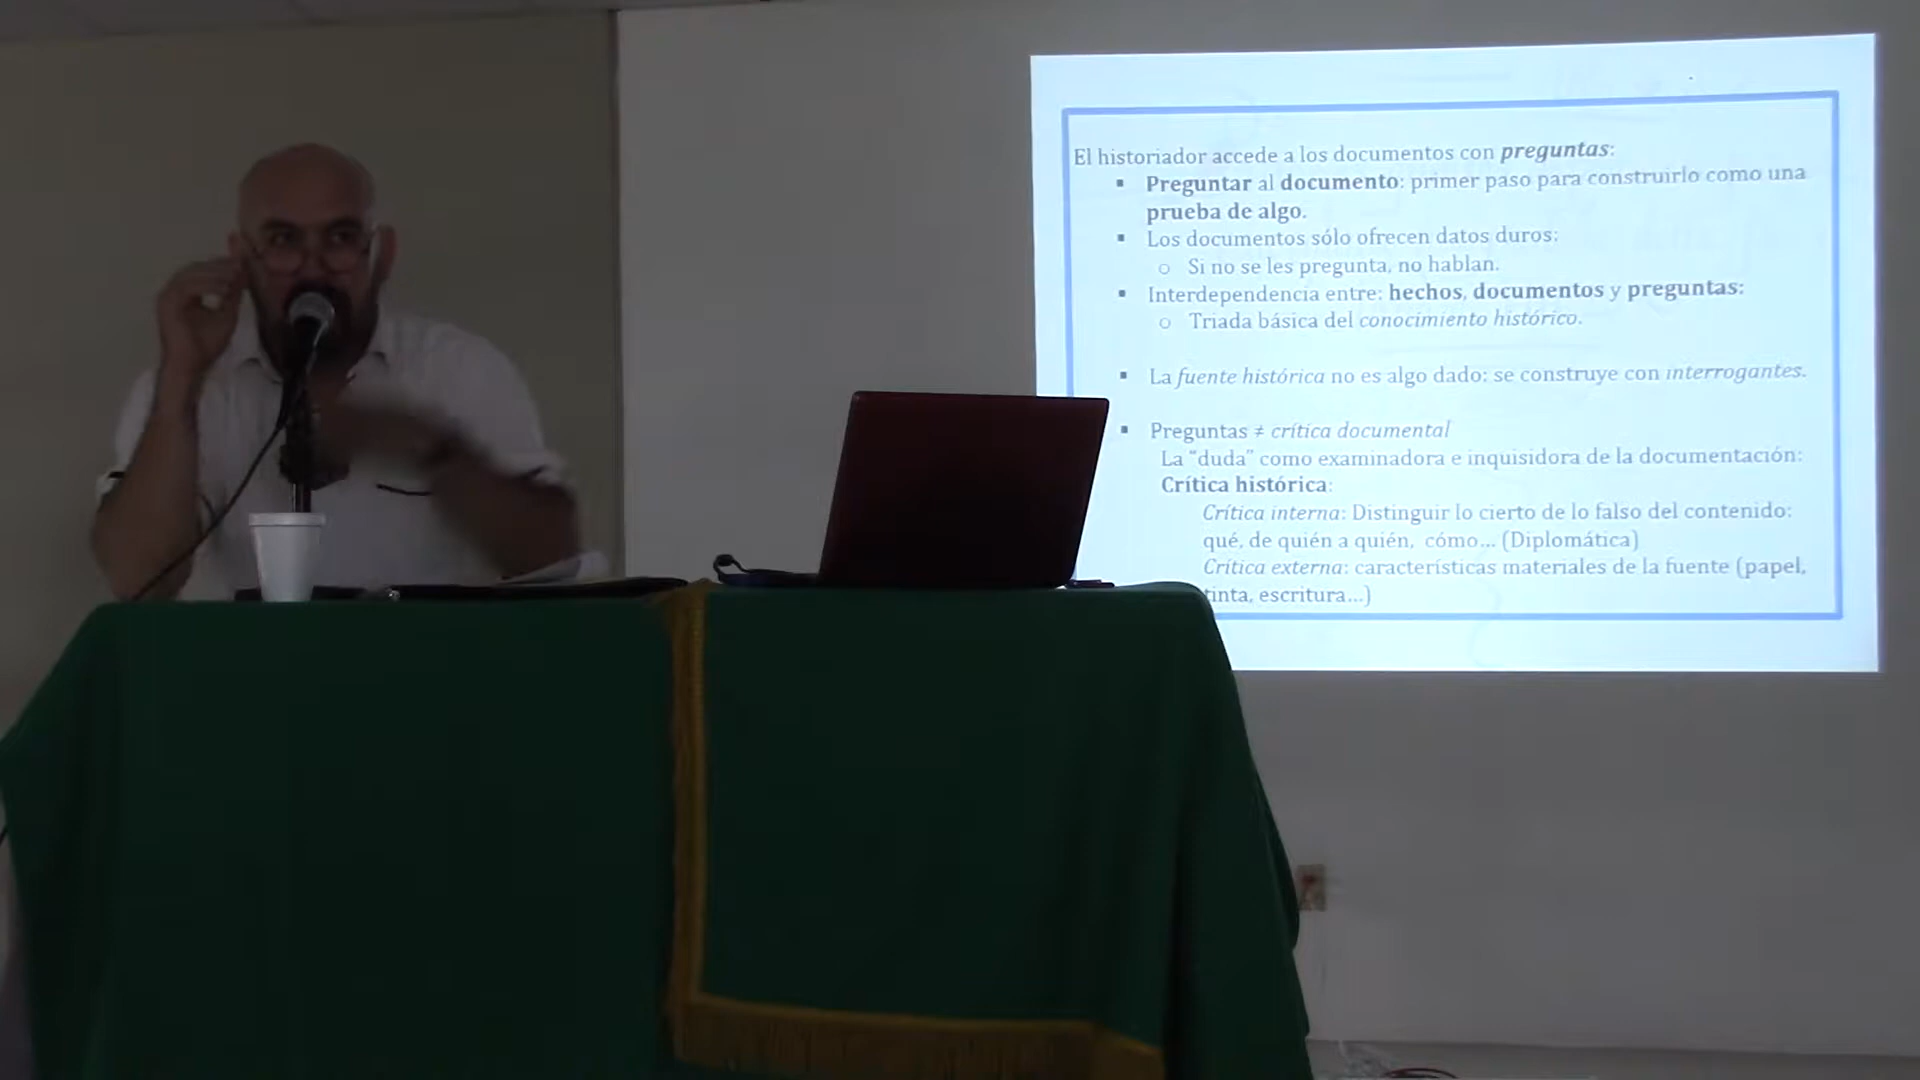 El historiador accede a los documentos con preguntas:
▪ Preguntar al documento: primer paso para construirlo como una
prueba de algo.
▪ Los documentos sólo ofrecen datos duros:
o Si no se les pregunta, no hablan.
▪ Interdependencia entre: hechos, documentos y preguntas:
o Triada básica del conocimiento histórico.
▪ La fuente histórica no es algo dado: se construye con interrogantes.
▪ Preguntas ≠ crítica documental
La "duda" como examinadora e inquisidora de la documentación:
Crítica histórica:
Crítica interna: Distinguir lo cierto de lo falso del contenido:
qué, de quién a quién, cómo... (Diplomática)
Crítica externa: características materiales de la fuente (papel,
tinta, escritura...)